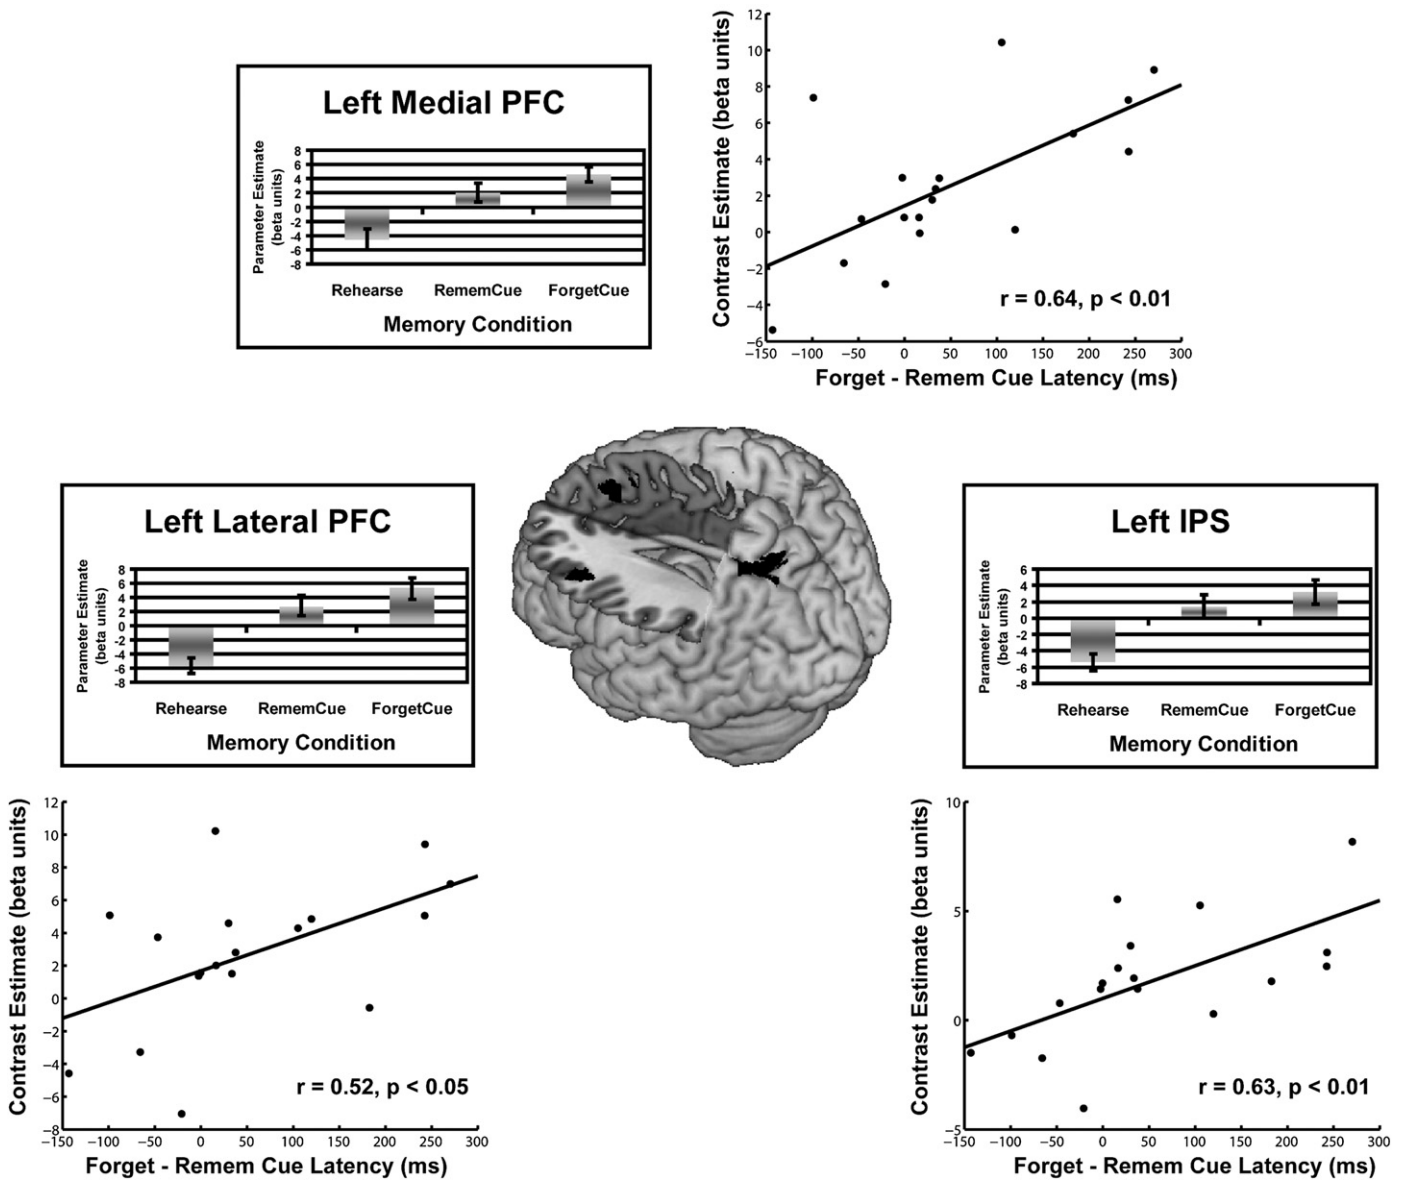 Left Medial PFC
Parameter Estimate
(beta units)
8
6
4
2
0
-2
-4
-6
-8
Rehearse RememCue ForgetCue
Memory Condition
Contrast Estimate (beta units)
12
10
8
6
4
2
0
−2
−4
−6
r = 0.64, p < 0.01
−150 −100 −50 0 50 100 150 200 250 300
Forget - Remem Cue Latency (ms)
Left Lateral PFC
Parameter Estimate
(beta units)
8
6
4
2
0
-2
-4
-6
-8
Rehearse RememCue ForgetCue
Memory Condition
Left IPS
Parameter Estimate
(beta units)
6
4
2
0
-2
-4
-6
-8
Rehearse RememCue ForgetCue
Memory Condition
Contrast Estimate (beta units)
12
10
8
6
4
2
0
−2
−4
−6
−8
r = 0.52, p < 0.05
−150 −100 −50 0 50 100 150 200 250 300
Forget - Remem Cue Latency (ms)
Contrast Estimate (beta units)
10
5
0
−5
r = 0.63, p < 0.01
−150 −100 −50 0 50 100 150 200 250 300
Forget - Remem Cue Latency (ms)